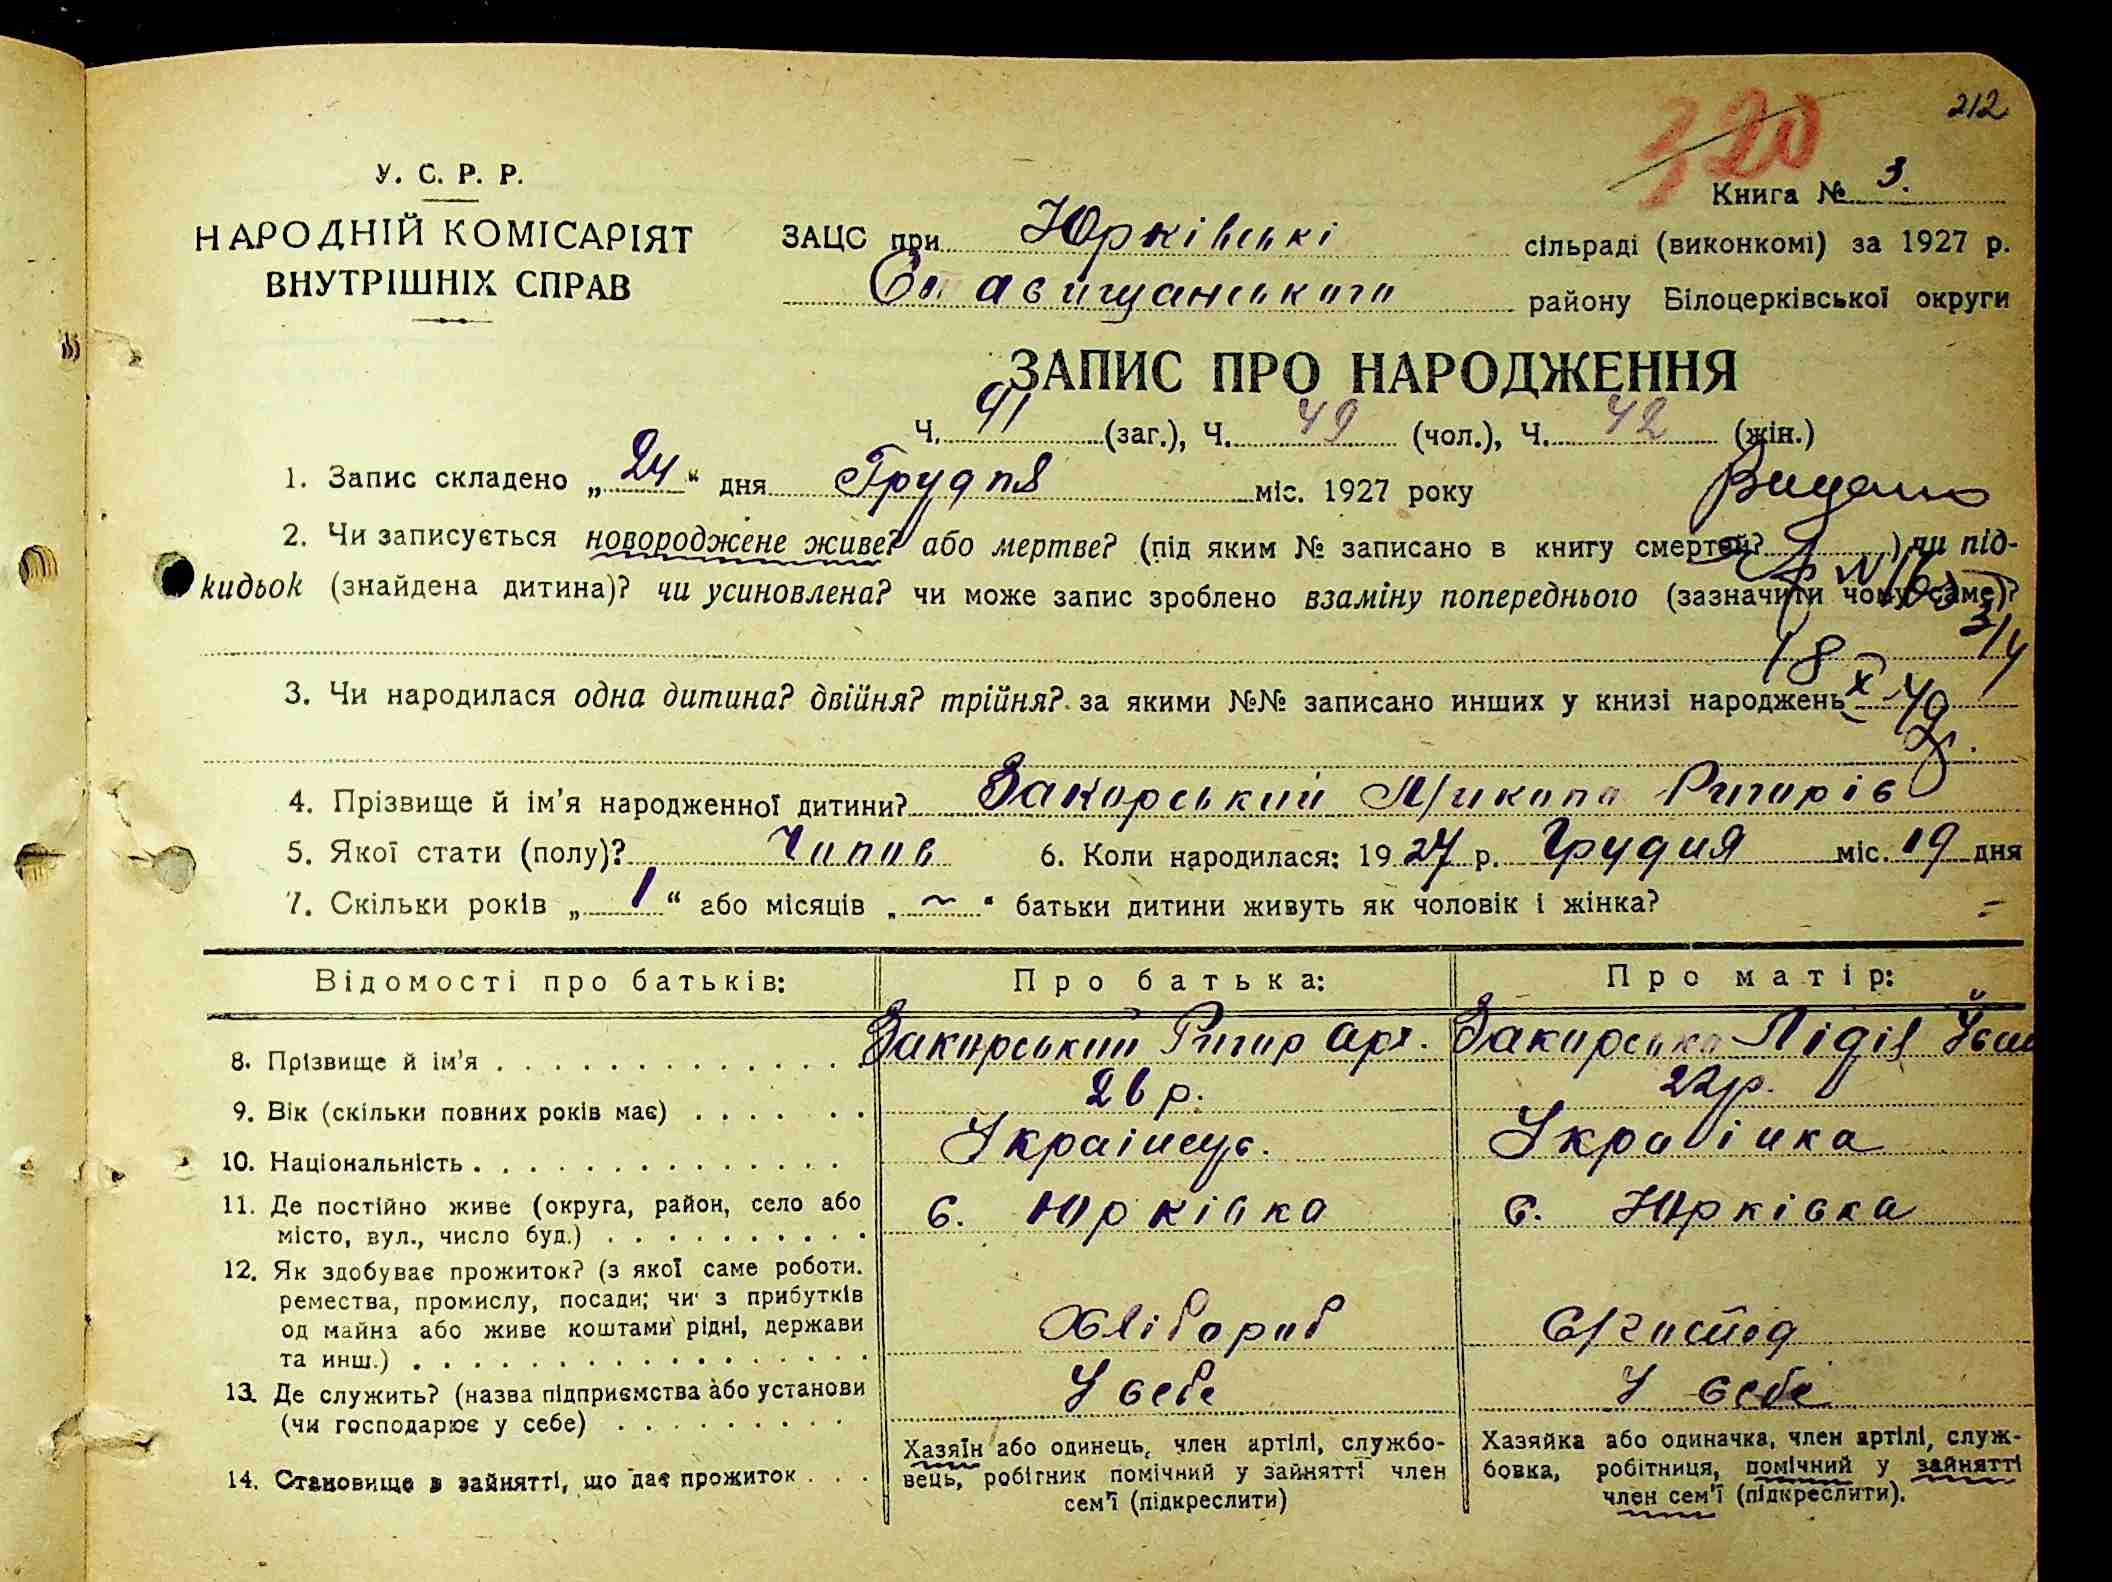 212
320
У. С. Р. Р.
НАРОДНІЙ КОМІСАРІЯТ
ВНУТРІШНІХ СПРАВ
Книга № 3.
ЗАЦС при Юрківські сільраді (виконкомі) за 1927 р.
Ставищанського району Білоцерківської округи
ЗАПИС ПРО НАРОДЖЕННЯ
Ч. 91 (заг.), Ч. 49 (чол.), Ч. 42 (жін.)
1. Запис складено „24“ дня Грудня міс. 1927 року
Видано
2. Чи записується новороджене живе? або мертве? (під яким № записано в книгу смертей?) чи під-
кидьок (знайдена дитина)? чи усиновлена? чи може запис зроблено взаміну попереднього (зазначити чому саме)?
18 X 49
3. Чи народилася одна дитина? двійня? трійня? за якими №№ записано инших у книзі народжень
4. Прізвище й ім'я народженної дитини? Закорський Микола Григорів
5. Якої стати (полу)? Чолов 6. Коли народилася: 1927 р. Грудня міс. 19 дня
7. Скільки років „1“ або місяців „~“ батьки дитини живуть як чоловік і жінка?
Відомості про батьків: Про батька: Про матір:
8. Прізвище й ім'я Закорський Ригор Арт. Закорська Лідія
9. Вік (скільки повних років має) 26 р. 22 р.
10. Національність Українець. Українка
11. Де постійно живе (округа, район, село або
місто, вул., число буд.) с. Юрківка с. Юрківка
12. Як здобуває прожиток? (з якої саме роботи.
ремества, промислу, посади; чи з прибутків
од майна або живе коштами рідні, держави
та инш.) Хлібороб
13. Де служить? (назва підприємства або установи
(чи господарює у себе) У себе У себе
14. Становище в зайнятті, що дає прожиток
Хазяїн або одинець, член артілі, службо-
вець, робітник помічний у зайнятті член
сем'ї (підкреслити)
Хазяйка або одиначка, член артілі, служ-
бовка, робітниця, помічний у зайнятті
член сем'ї (підкреслити).